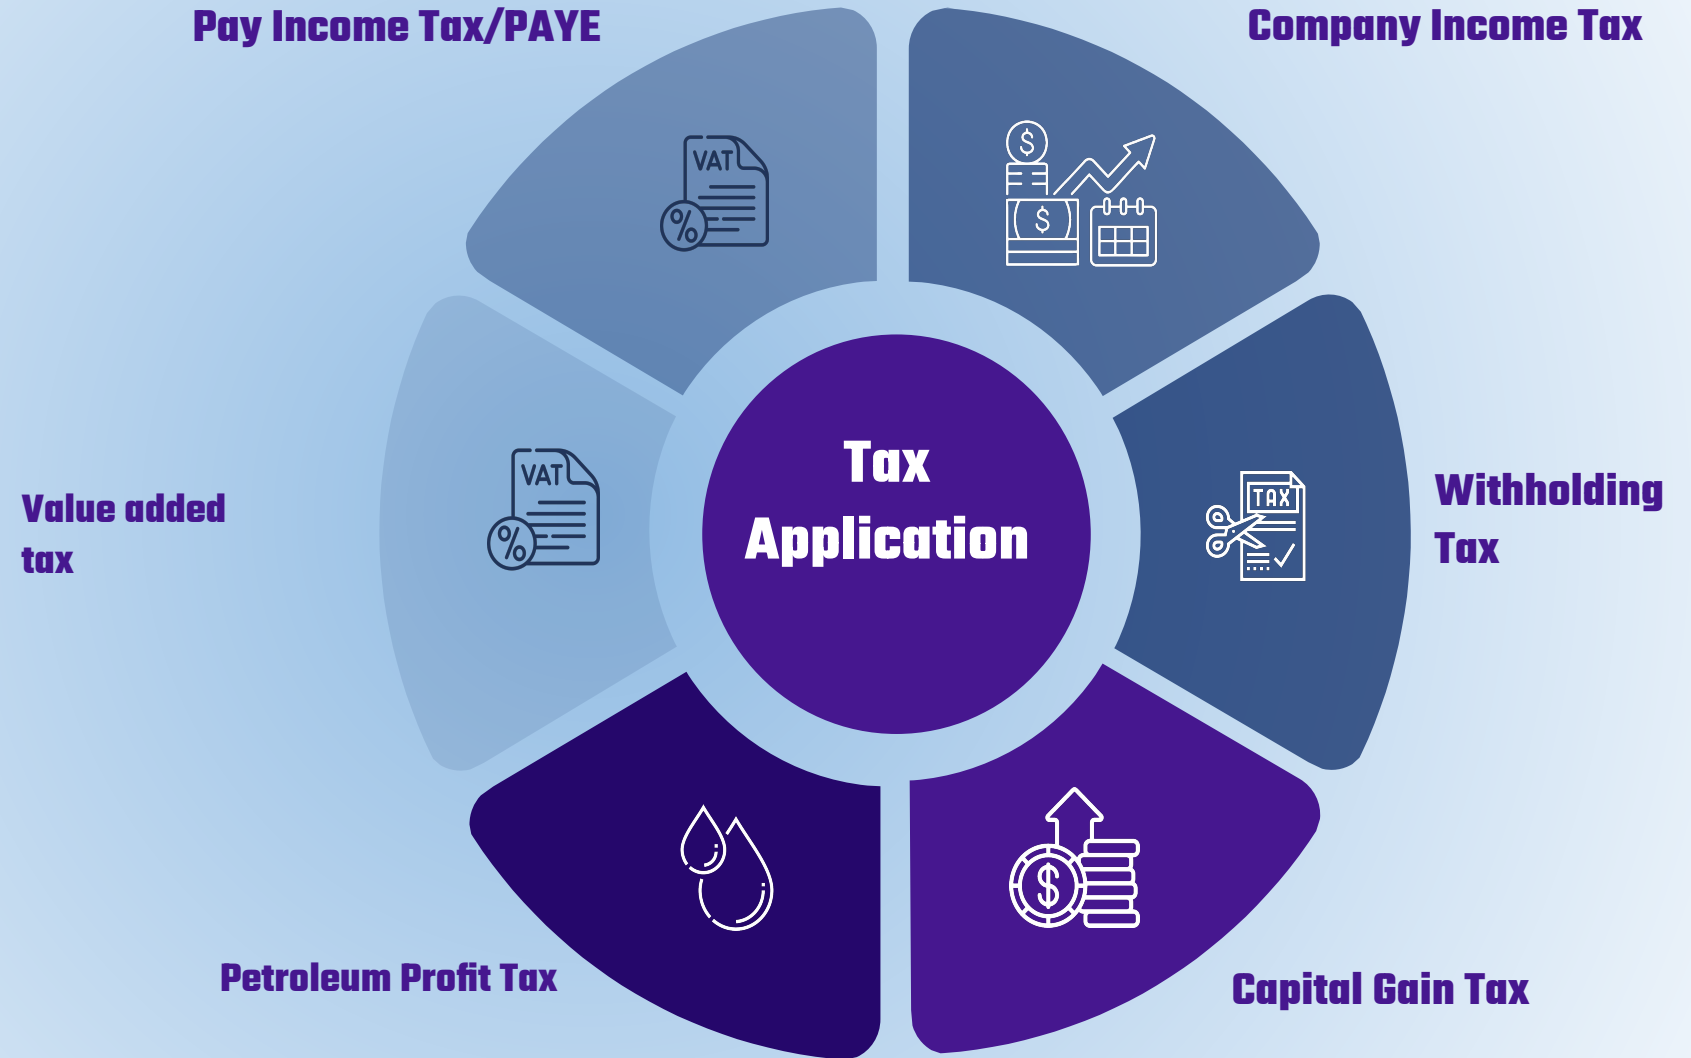 Pay Income Tax/PAYE
Company Income Tax
VAT
$
$
Tax
Application
VAT
%
TAX
Withholding
Tax
Value added
tax
%
$
Petroleum Profit Tax
Capital Gain Tax